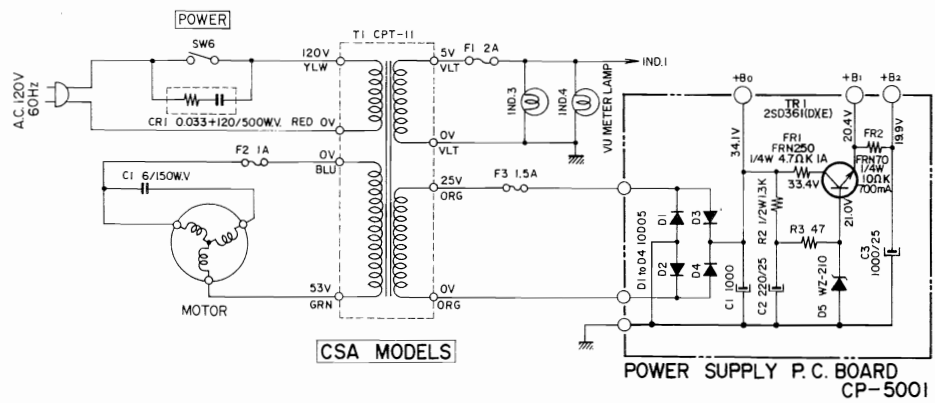 POWER
SW6
A.C. 120V
60Hz
CR1 0.033+120/500W.V.
120V
YLW
RED 0V
T1 CPT-11
5V
VLT
F1 2A
IND.1
IND.3
IND.4
VU METER LAMP
0V
VLT
F2 1A
0V
BLU
C1 6/150W.V
MOTOR
53V
GRN
25V
ORG
F3 1.5A
0V
ORG
CSA MODELS
+B0
+B1
+B2
TR1
2SD361(D)(E)
34.1V
20.4V
19.9V
FR1
FRN250
1/4W 4.7ΩK 1A
33.4V
FR2
FRN70
1/4W
10ΩK
700mA
21.0V
R2 1/2W1.3K
R3 47
D1 to D4 10D05
D1
D2
D3
D4
C1 1000
C2 220/25
D5 WZ-210
C3
1000/25
POWER SUPPLY P.C. BOARD
CP-5001